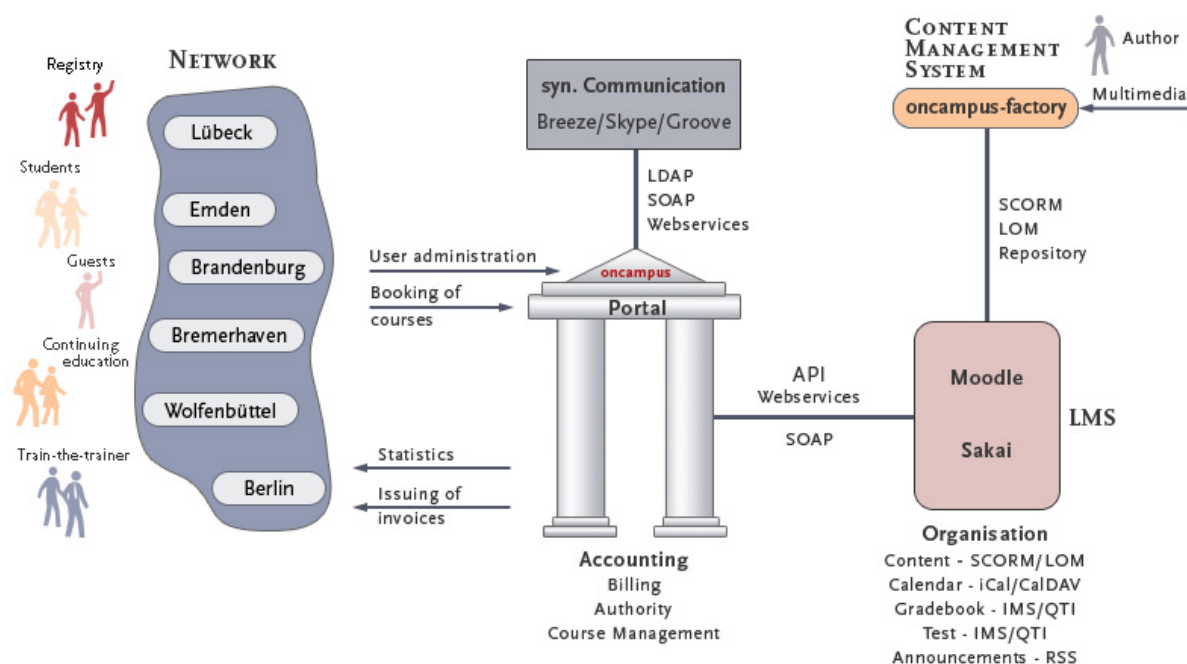 Registry
Students
Guests
Continuing
education
Train-the-trainer
NETWORK
Lübeck
Emden
Brandenburg
Bremerhaven
Wolfenbüttel
Berlin
User administration
Booking of
courses
Statistics
Issuing of
invoices
syn. Communication
Breeze/Skype/Groove
LDAP
SOAP
Webservices
oncampus
Portal
Accounting
Billing
Authority
Course Management
API
Webservices
SOAP
CONTENT
MANAGEMENT
SYSTEM
Author
oncampus-factory
Multimedia
SCORM
LOM
Repository
Moodle
Sakai
LMS
Organisation
Content - SCORM/LOM
Calendar - iCal/CalDAV
Gradebook - IMS/QTI
Test - IMS/QTI
Announcements - RSS